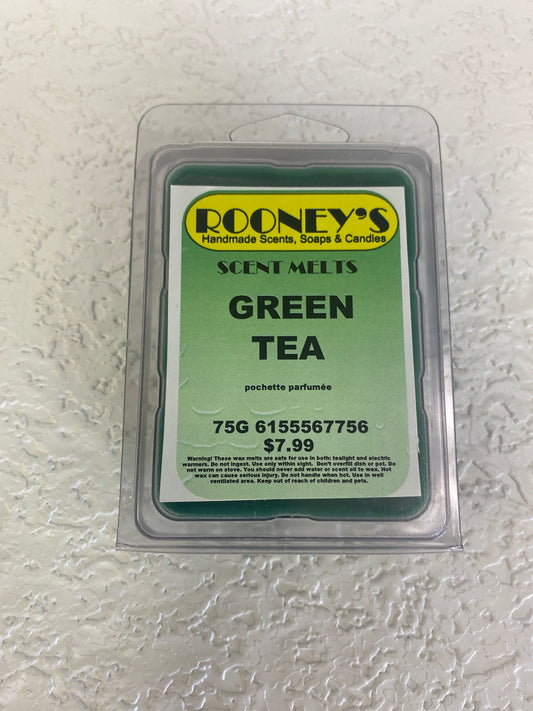 ROONEY'S
Handmade Scents, Soaps & Candles
SCENT MELTS
GREEN
TEA
pochette parfumée
75G 6155567756
$7.99
Warning! These wax melts are safe for use in both: tealight and electric
warmers. Do not ingest. Use only within sight. Don't overfill dish or pot. Do
not warm on stove. You should never add water or scent oil to wax. Hot
wax can cause serious injury. Do not handle when hot. Use in well
ventilated area. Keep out of reach of children and pets.